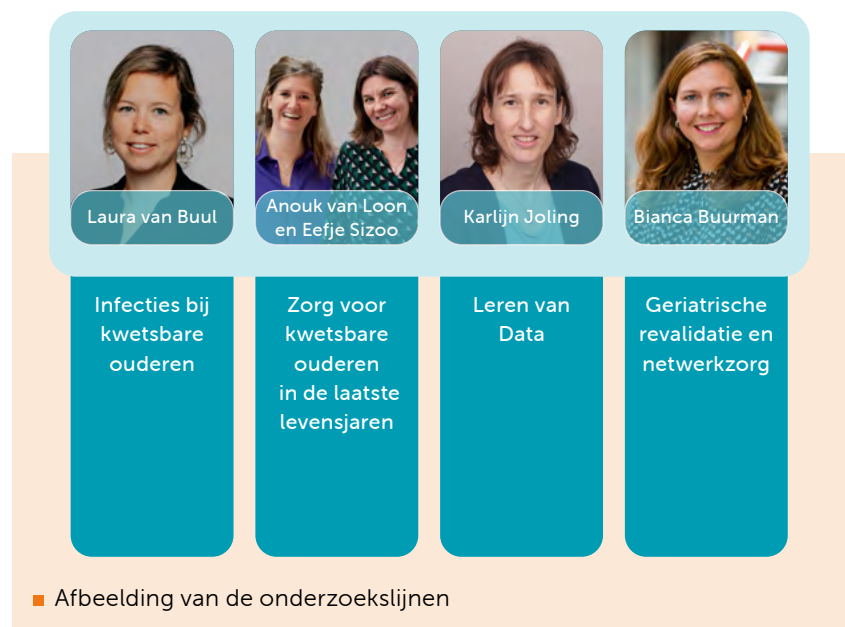 Laura van Buul
Anouk van Loon
en Eefje Sizoo
Karlijn Joling
Bianca Buurman
Infecties bij
kwetsbare
ouderen
Zorg voor
kwetsbare
ouderen
in de laatste
levensjaren
Leren van
Data
Geriatrische
revalidatie en
netwerkzorg
Afbeelding van de onderzoekslijnen